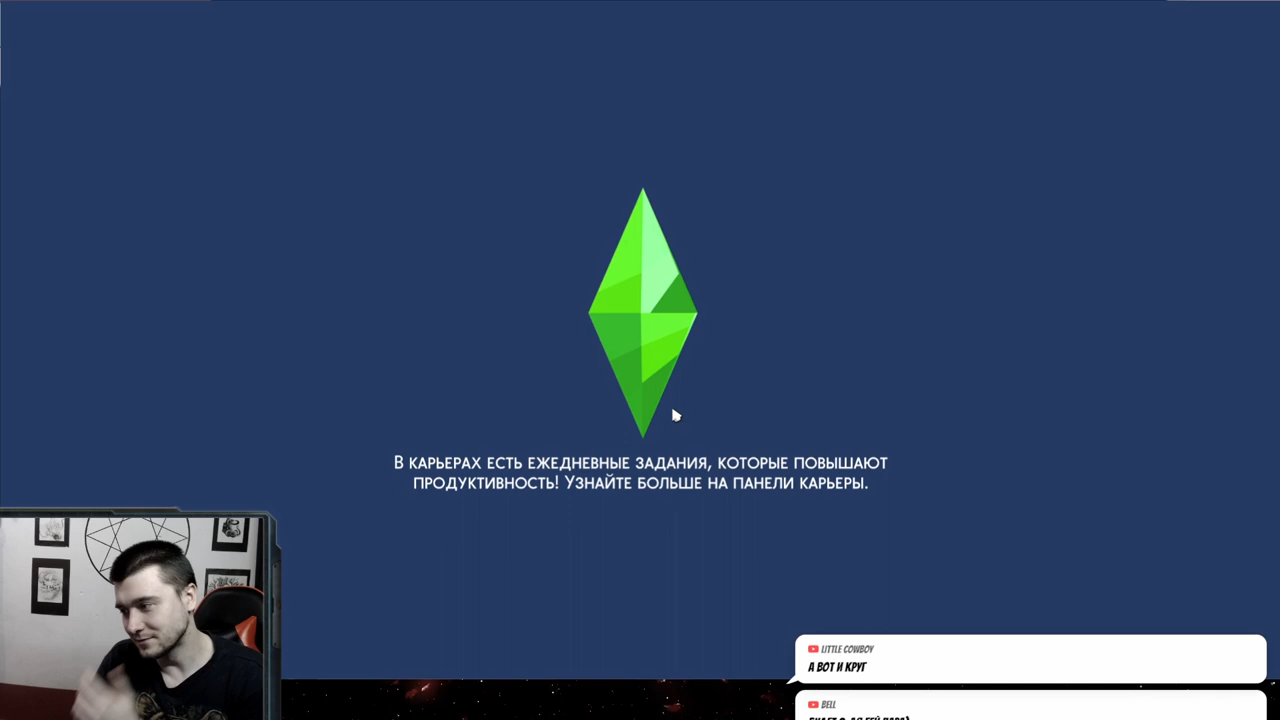 В КАРЬЕРАХ ЕСТЬ ЕЖЕДНЕВНЫЕ ЗАДАНИЯ, КОТОРЫЕ ПОВЫШАЮТ
ПРОДУКТИВНОСТЬ! УЗНАЙТЕ БОЛЬШЕ НА ПАНЕЛИ КАРЬЕРЫ.
LITTLE COWBOY
А ВОТ И КРУГ
BELL